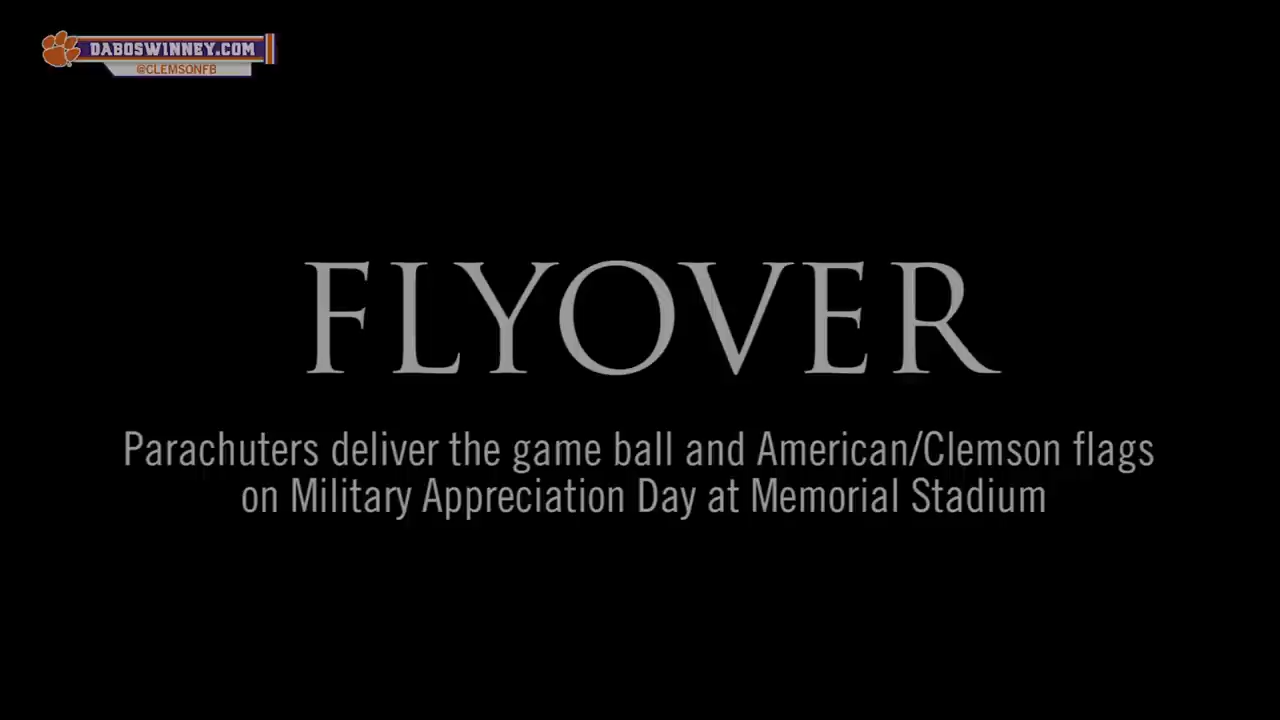 DABOSWINNEY.COM
@CLEMSONFB
FLYOVER
Parachuters deliver the game ball and American/Clemson flags
on Military Appreciation Day at Memorial Stadium